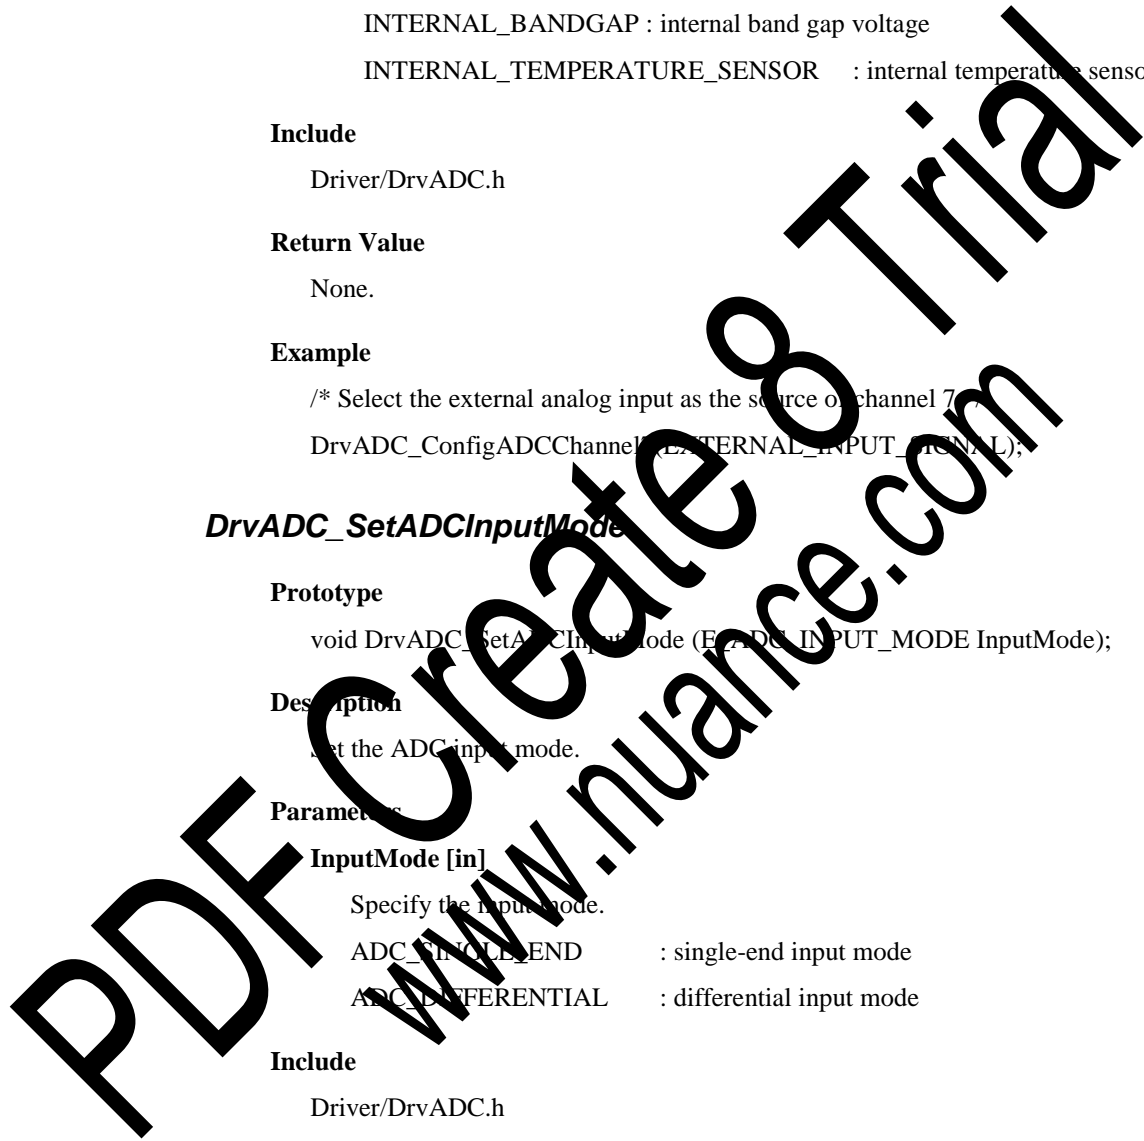 INTERNAL_BANDGAP : internal band gap voltage
INTERNAL_TEMPERATURE_SENSOR : internal temperature senso
Include
Driver/DrvADC.h
Return Value
None.
Example
/* Select the external analog input as the source of channel 7 */
(EXTERNAL_INPUT_SIGNAL);
DrvADC_SetADCInputMode
Prototype
void DrvADC_SetADCInputMode (E_ADC_INPUT_MODE InputMode);
Description
Set the ADC input mode.
Parameters
InputMode [in]
Specify the input mode.
ADC_SINGLE_END : single-end input mode
ADC_DIFFERENTIAL : differential input mode
Include
Driver/DrvADC.h
PDF Create 8 Trial
www.nuance.com